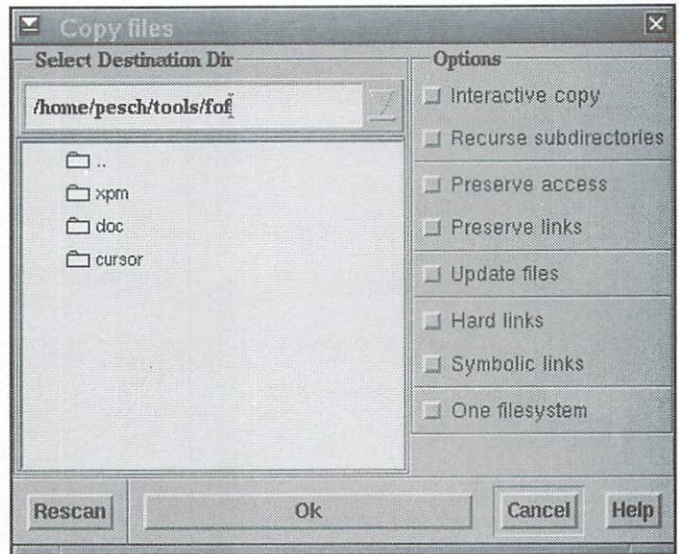 Copy files
Select Destination Dir
/home/pesch/tools/fof
..
xpm
doc
cursor
Options
Interactive copy
Recurse subdirectories
Preserve access
Preserve links
Update files
Hard links
Symbolic links
One filesystem
Rescan
Ok
Cancel
Help